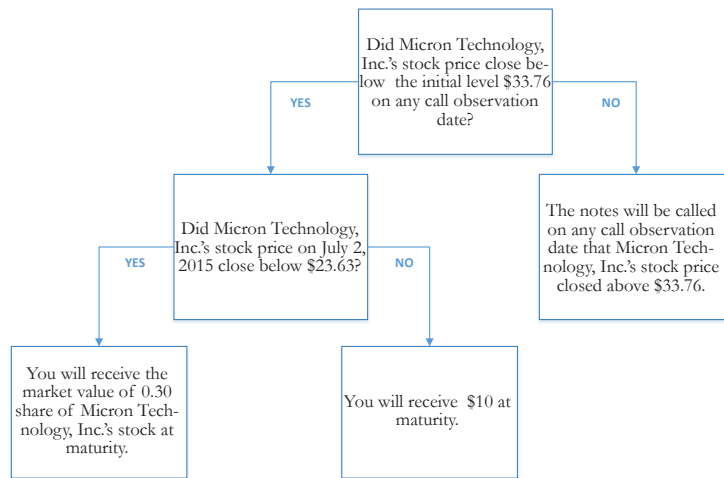 Did Micron Technology,
Inc.'s stock price close be-
low the initial level $33.76
on any call observation
date?
YES
NO
Did Micron Technology,
Inc.'s stock price on July 2,
2015 close below $23.63?
The notes will be called
on any call observation
date that Micron Tech-
nology, Inc.'s stock price
closed above $33.76.
YES
NO
You will receive the
market value of 0.30
share of Micron Tech-
nology, Inc.'s stock at
maturity.
You will receive $10 at
maturity.